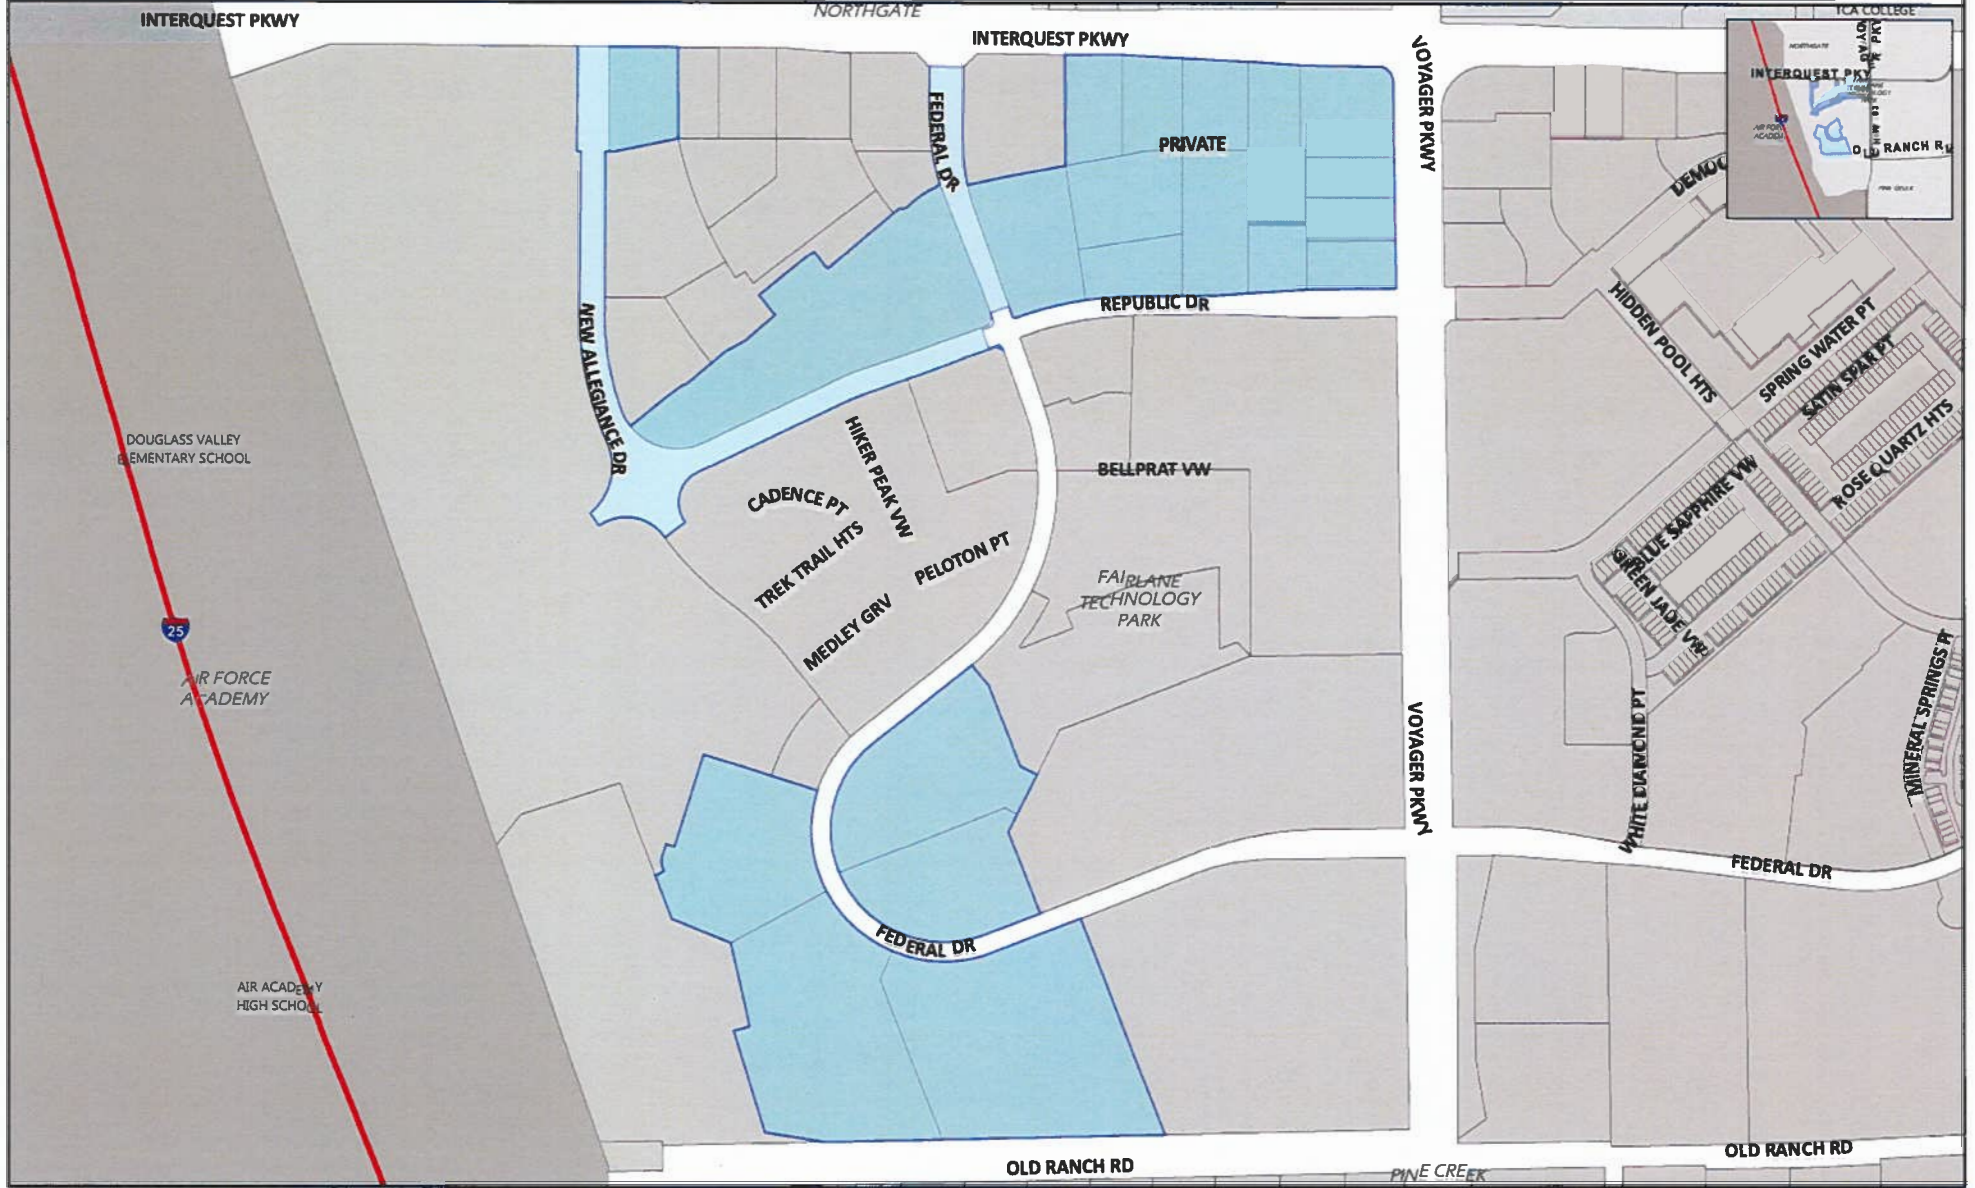 INTERQUEST PKWY
NORTHGATE
INTERQUEST PKWY
VOYAGER PKWY
TCA COLLEGE
NORTHGATE
INTERQUEST PKY
OLD RANCH R
FEDERAL DR
PRIVATE
REPUBLIC DR
NEW ALLEGIANCE DR
HIDDEN POOL HTS
SPRING WATER PT
SATIN SPAR PT
ROSE QUARTZ HTS
BLUE SAPPHIRE VW
GREEN JADE VW
DOUGLASS VALLEY
ELEMENTARY SCHOOL
HIKER PEAK VW
BELLPRAT VW
CADENCE PT
TREK TRAIL HTS
PELOTON PT
MEDLEY GRV
FAIRLANE
TECHNOLOGY
PARK
25
AIR FORCE
ACADEMY
VOYAGER PKWY
WHITE DIAMOND PT
MINERAL SPRINGS P
FEDERAL DR
FEDERAL DR
AIR ACADEMY
HIGH SCHOOL
OLD RANCH RD
PINE CREEK
OLD RANCH RD